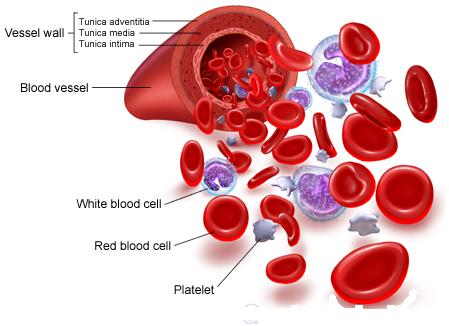 Tunica adventitia
Vessel wall
Tunica media
Tunica intima
Blood vessel
White blood cell
Red blood cell
Platelet